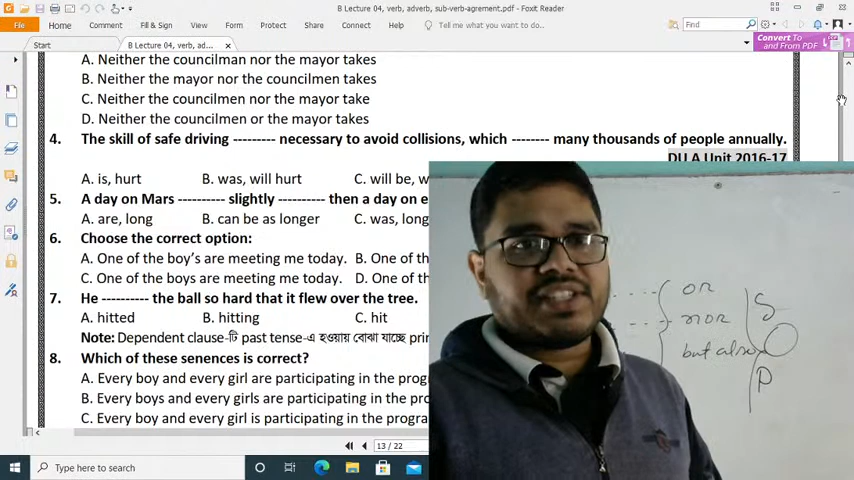 B Lecture 04, verb, adverb, sub-verb-agrement.pdf - Foxit Reader
File Home Comment Fill & Sign View Form Protect Share Connect Help Tell me what you want to do... Find
Start B Lecture 04, verb, ad...
Convert To
and From PDF
A. Neither the councilman nor the mayor takes
B. Neither the mayor nor the councilmen takes
C. Neither the councilmen nor the mayor take
D. Neither the councilmen or the mayor takes
4. The skill of safe driving --------- necessary to avoid collisions, which -------- many thousands of people annually.
DU A Unit 2016-17
A. is, hurt B. was, will hurt C. will be, w
5. A day on Mars ---------- slightly ---------- then a day on e
A. are, long B. can be as longer C. was, long
6. Choose the correct option:
A. One of the boy's are meeting me today. B. One of th
C. One of the boys are meeting me today. D. One of th
7. He ---------- the ball so hard that it flew over the tree.
A. hitted B. hitting C. hit
Note: Dependent clause-টি past tense-এ হওয়ায় বোঝা যাচ্ছে prin
8. Which of these senences is correct?
A. Every boy and every girl are participating in the progr
B. Every boys and every girls are participating in the pro
C. Every boy and every girl is participating in the progra
or
nor
but also
S
P
13 / 22
Type here to search